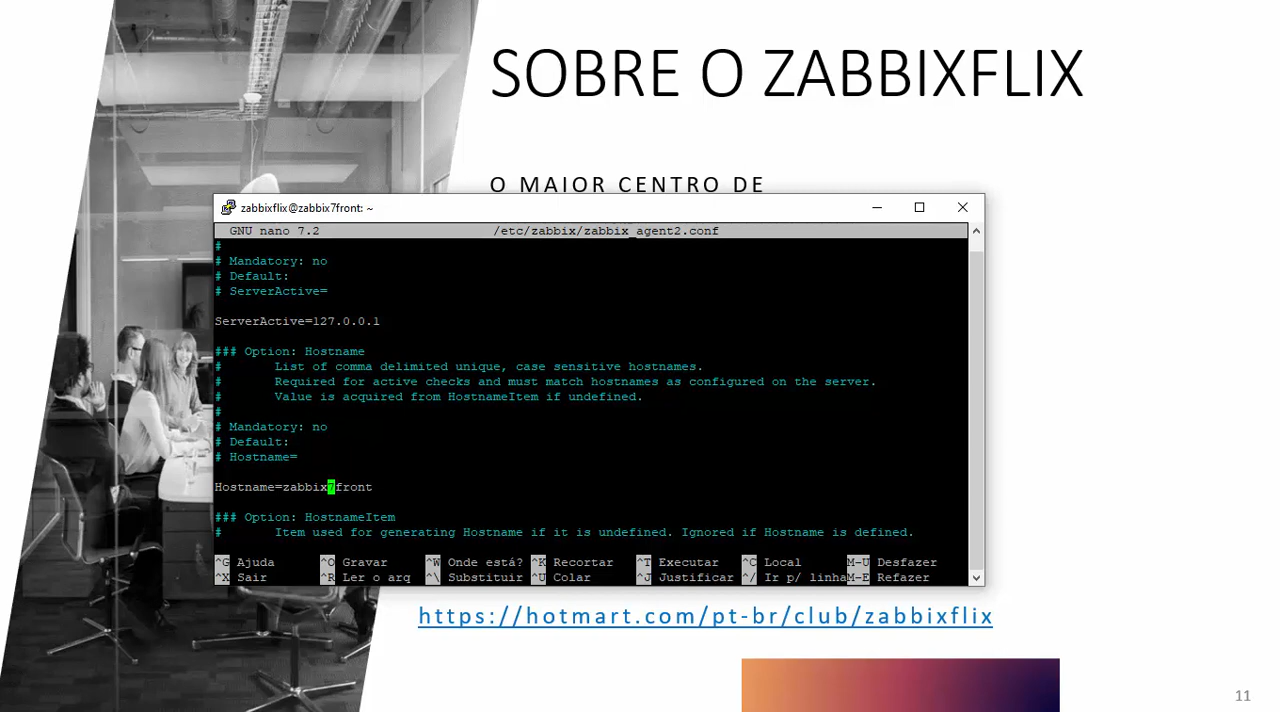 SOBRE O ZABBIXFLIX
O MAIOR CENTRO DE
zabbixflix@zabbix7front: ~
GNU nano 7.2 /etc/zabbix/zabbix_agent2.conf
#
# Mandatory: no
# Default:
# ServerActive=
ServerActive=127.0.0.1
### Option: Hostname
# List of comma delimited unique, case sensitive hostnames.
# Required for active checks and must match hostnames as configured on the server.
# Value is acquired from HostnameItem if undefined.
#
# Mandatory: no
# Default:
# Hostname=
Hostname=zabbix7front
### Option: HostnameItem
# Item used for generating Hostname if it is undefined. Ignored if Hostname is defined.
^G Ajuda ^O Gravar ^W Onde está? ^K Recortar ^T Executar ^C Local M-U Desfazer
^X Sair ^R Ler o arq ^\ Substituir ^U Colar ^J Justificar ^/ Ir p/ linha M-E Refazer
https://hotmart.com/pt-br/club/zabbixflix
11